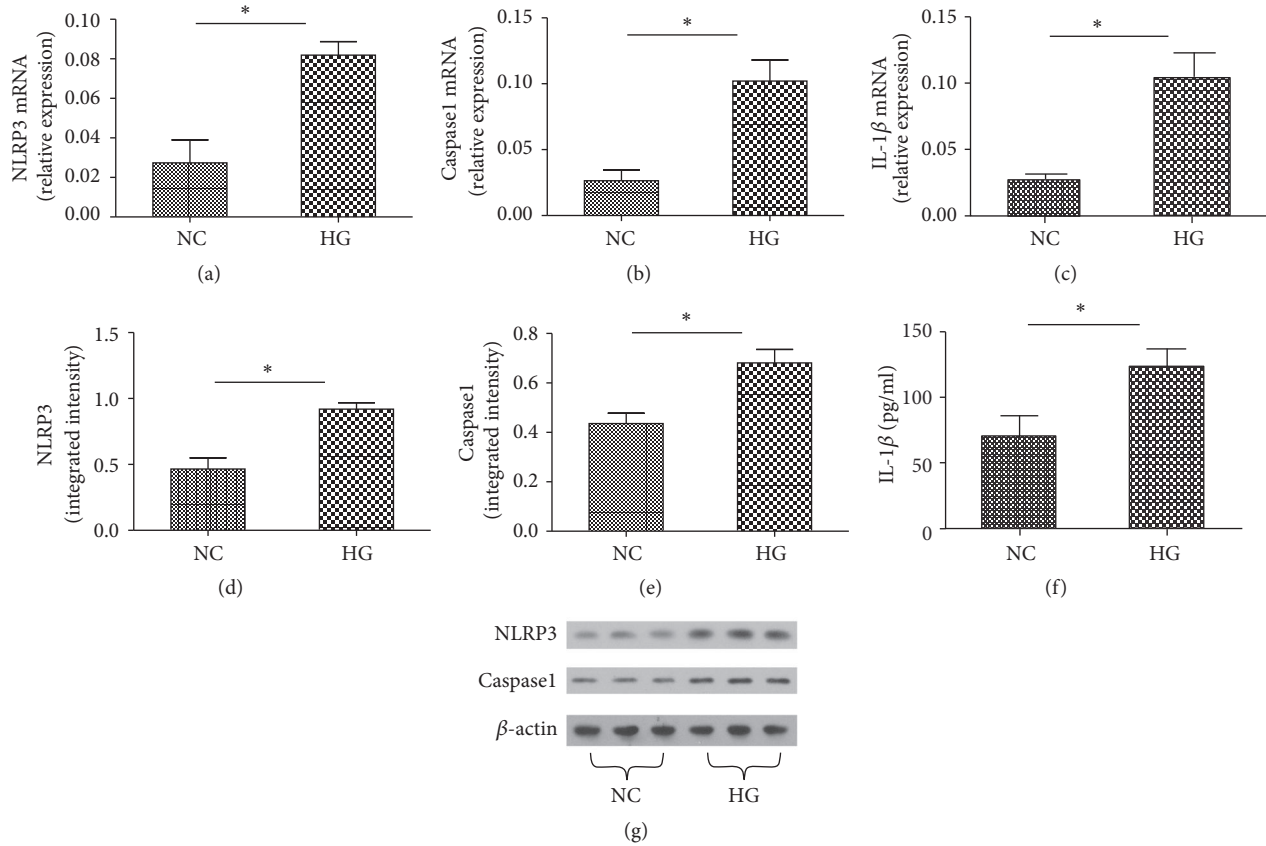 NLRP3 mRNA
(relative expression)
0.10
0.08
0.06
0.04
0.02
0.00
*
NC HG
(a)
Caspase1 mRNA
(relative expression)
0.15
0.10
0.05
0.00
*
NC HG
(b)
IL-1β mRNA
(relative expression)
0.15
0.10
0.05
0.00
*
NC HG
(c)
NLRP3
(integrated intensity)
1.5
1.0
0.5
0.0
*
NC HG
(d)
Caspase1
(integrated intensity)
0.8
0.6
0.4
0.2
0.0
*
NC HG
(e)
IL-1β (pg/ml)
150
100
50
0
*
NC HG
(f)
NLRP3
Caspase1
β-actin
NC HG
(g)